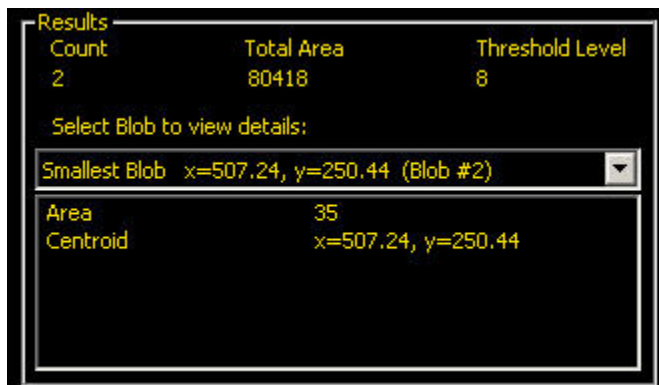 Results
Count Total Area Threshold Level
2 80418 8
Select Blob to view details:
Smallest Blob x=507.24, y=250.44 (Blob #2)
Area 35
Centroid x=507.24, y=250.44